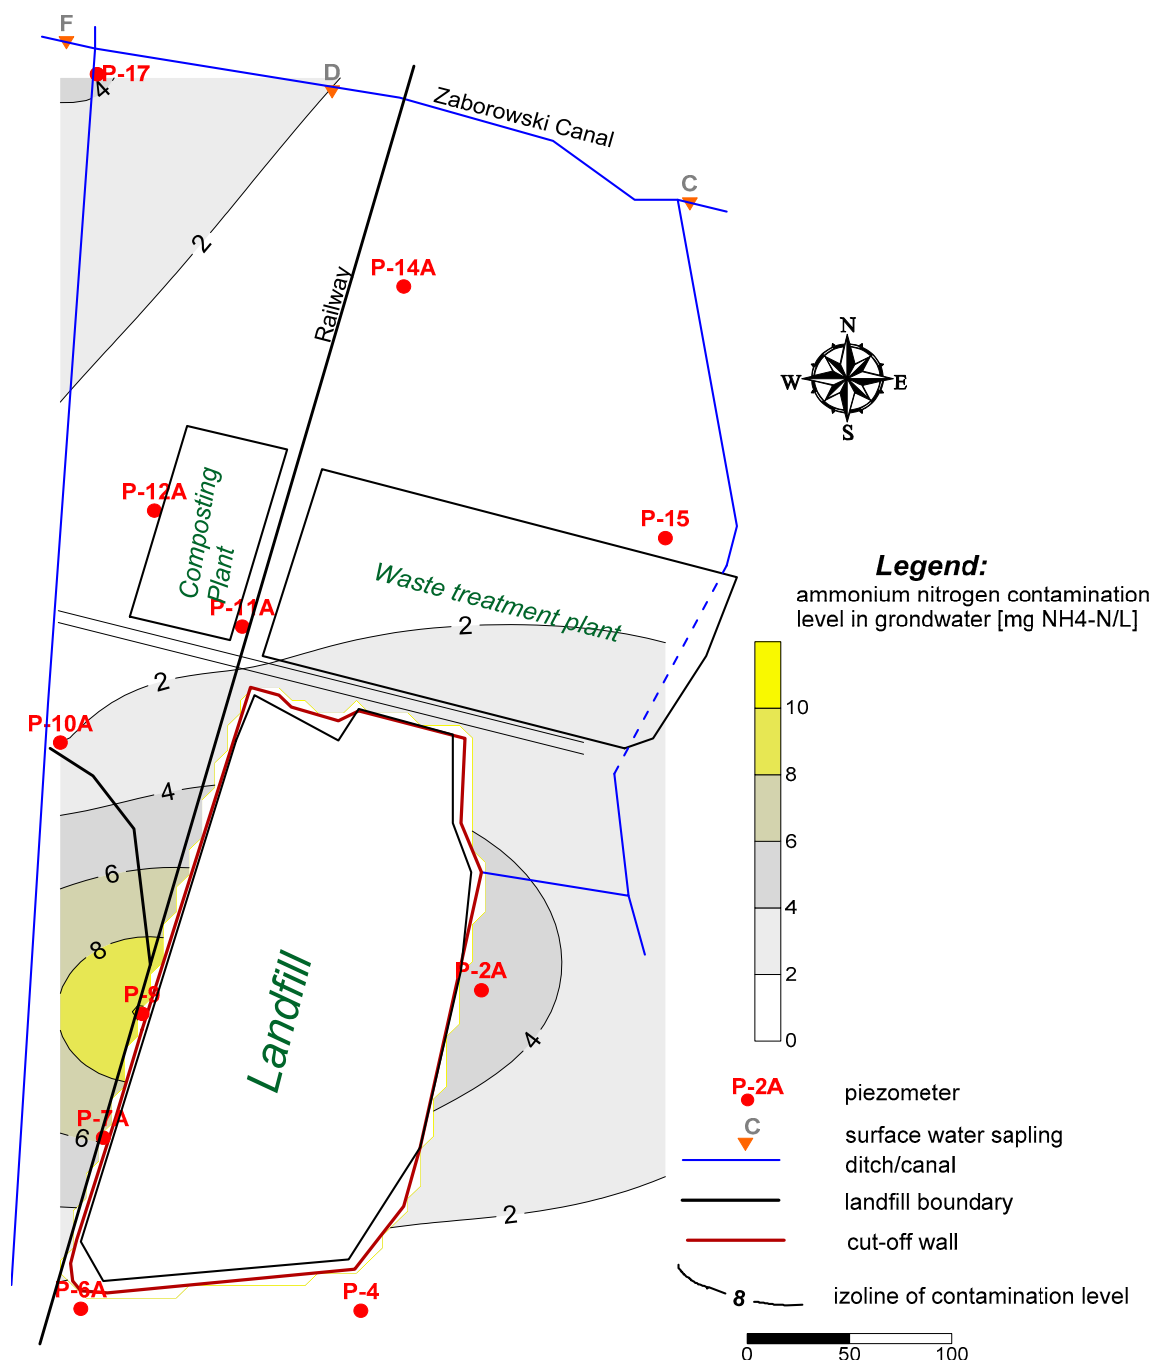 F
P-17
4
D
Zaborowski Canal
C
2
P-14A
Railway
N
W
E
S
P-12A
Composting
Plant
P-15
Legend:
ammonium nitrogen contamination
level in grondwater [mg NH4-N/L]
Waste treatment plant
P-11A
2
2
P-10A
10
4
8
6
6
8
4
P-2A
2
P-9
Landfill
4
0
P-2A
piezometer
P-7A
6
C
surface water sapling
ditch/canal
landfill boundary
2
cut-off wall
P-6A
P-4
8
izoline of contamination level
0
50
100